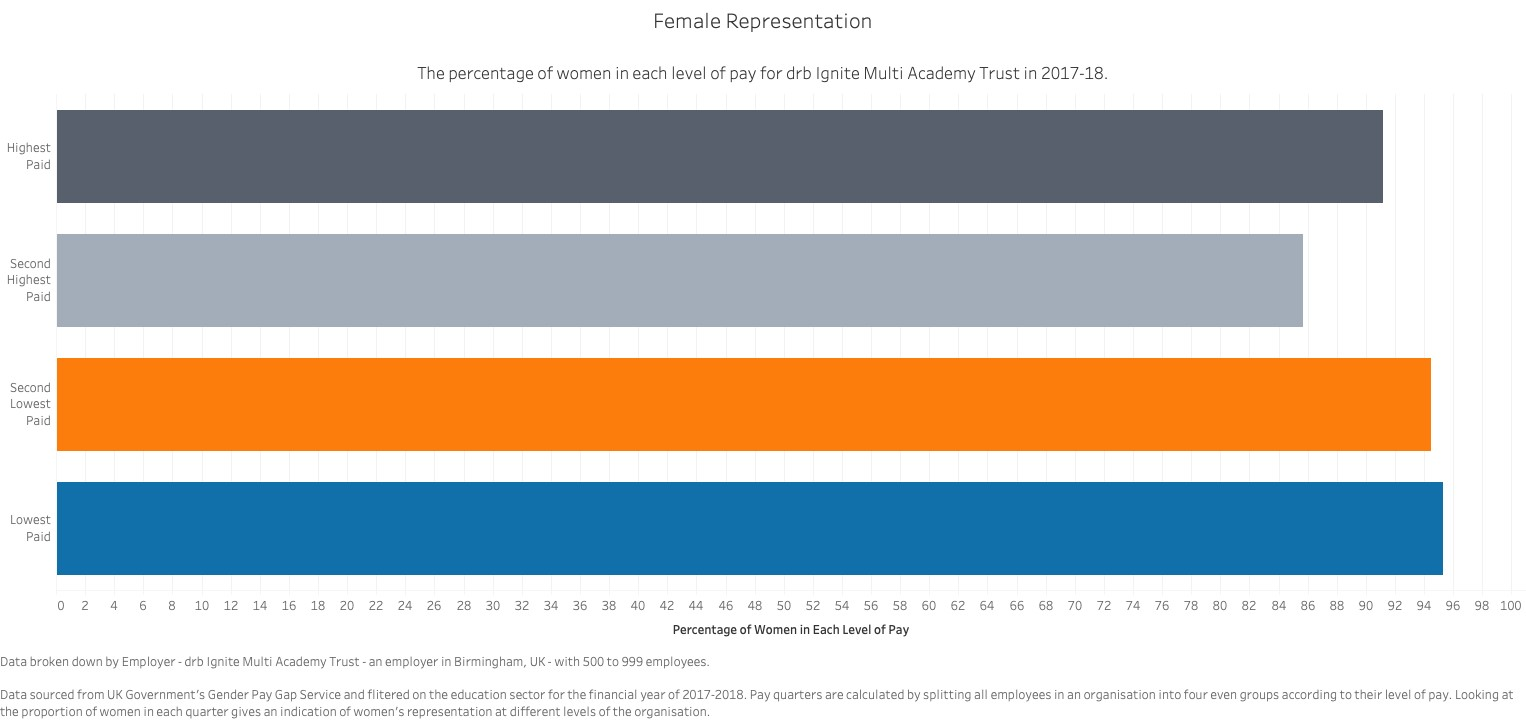 Female Representation
The percentage of women in each level of pay for drb Ignite Multi Academy Trust in 2017-18.
Highest
Paid
Second
Highest
Paid
Second
Lowest
Paid
Lowest
Paid
0 2 4 6 8 10 12 14 16 18 20 22 24 26 28 30 32 34 36 38 40 42 44 46 48 50 52 54 56 58 60 62 64 66 68 70 72 74 76 78 80 82 84 86 88 90 92 94 96 98 100
Percentage of Women in Each Level of Pay
Data broken down by Employer - drb Ignite Multi Academy Trust - an employer in Birmingham, UK - with 500 to 999 employees.
Data sourced from UK Government's Gender Pay Gap Service and flitered on the education sector for the financial year of 2017-2018. Pay quarters are calculated by splitting all employees in an organisation into four even groups according to their level of pay. Looking at
the proportion of women in each quarter gives an indication of women's representation at different levels of the organisation.